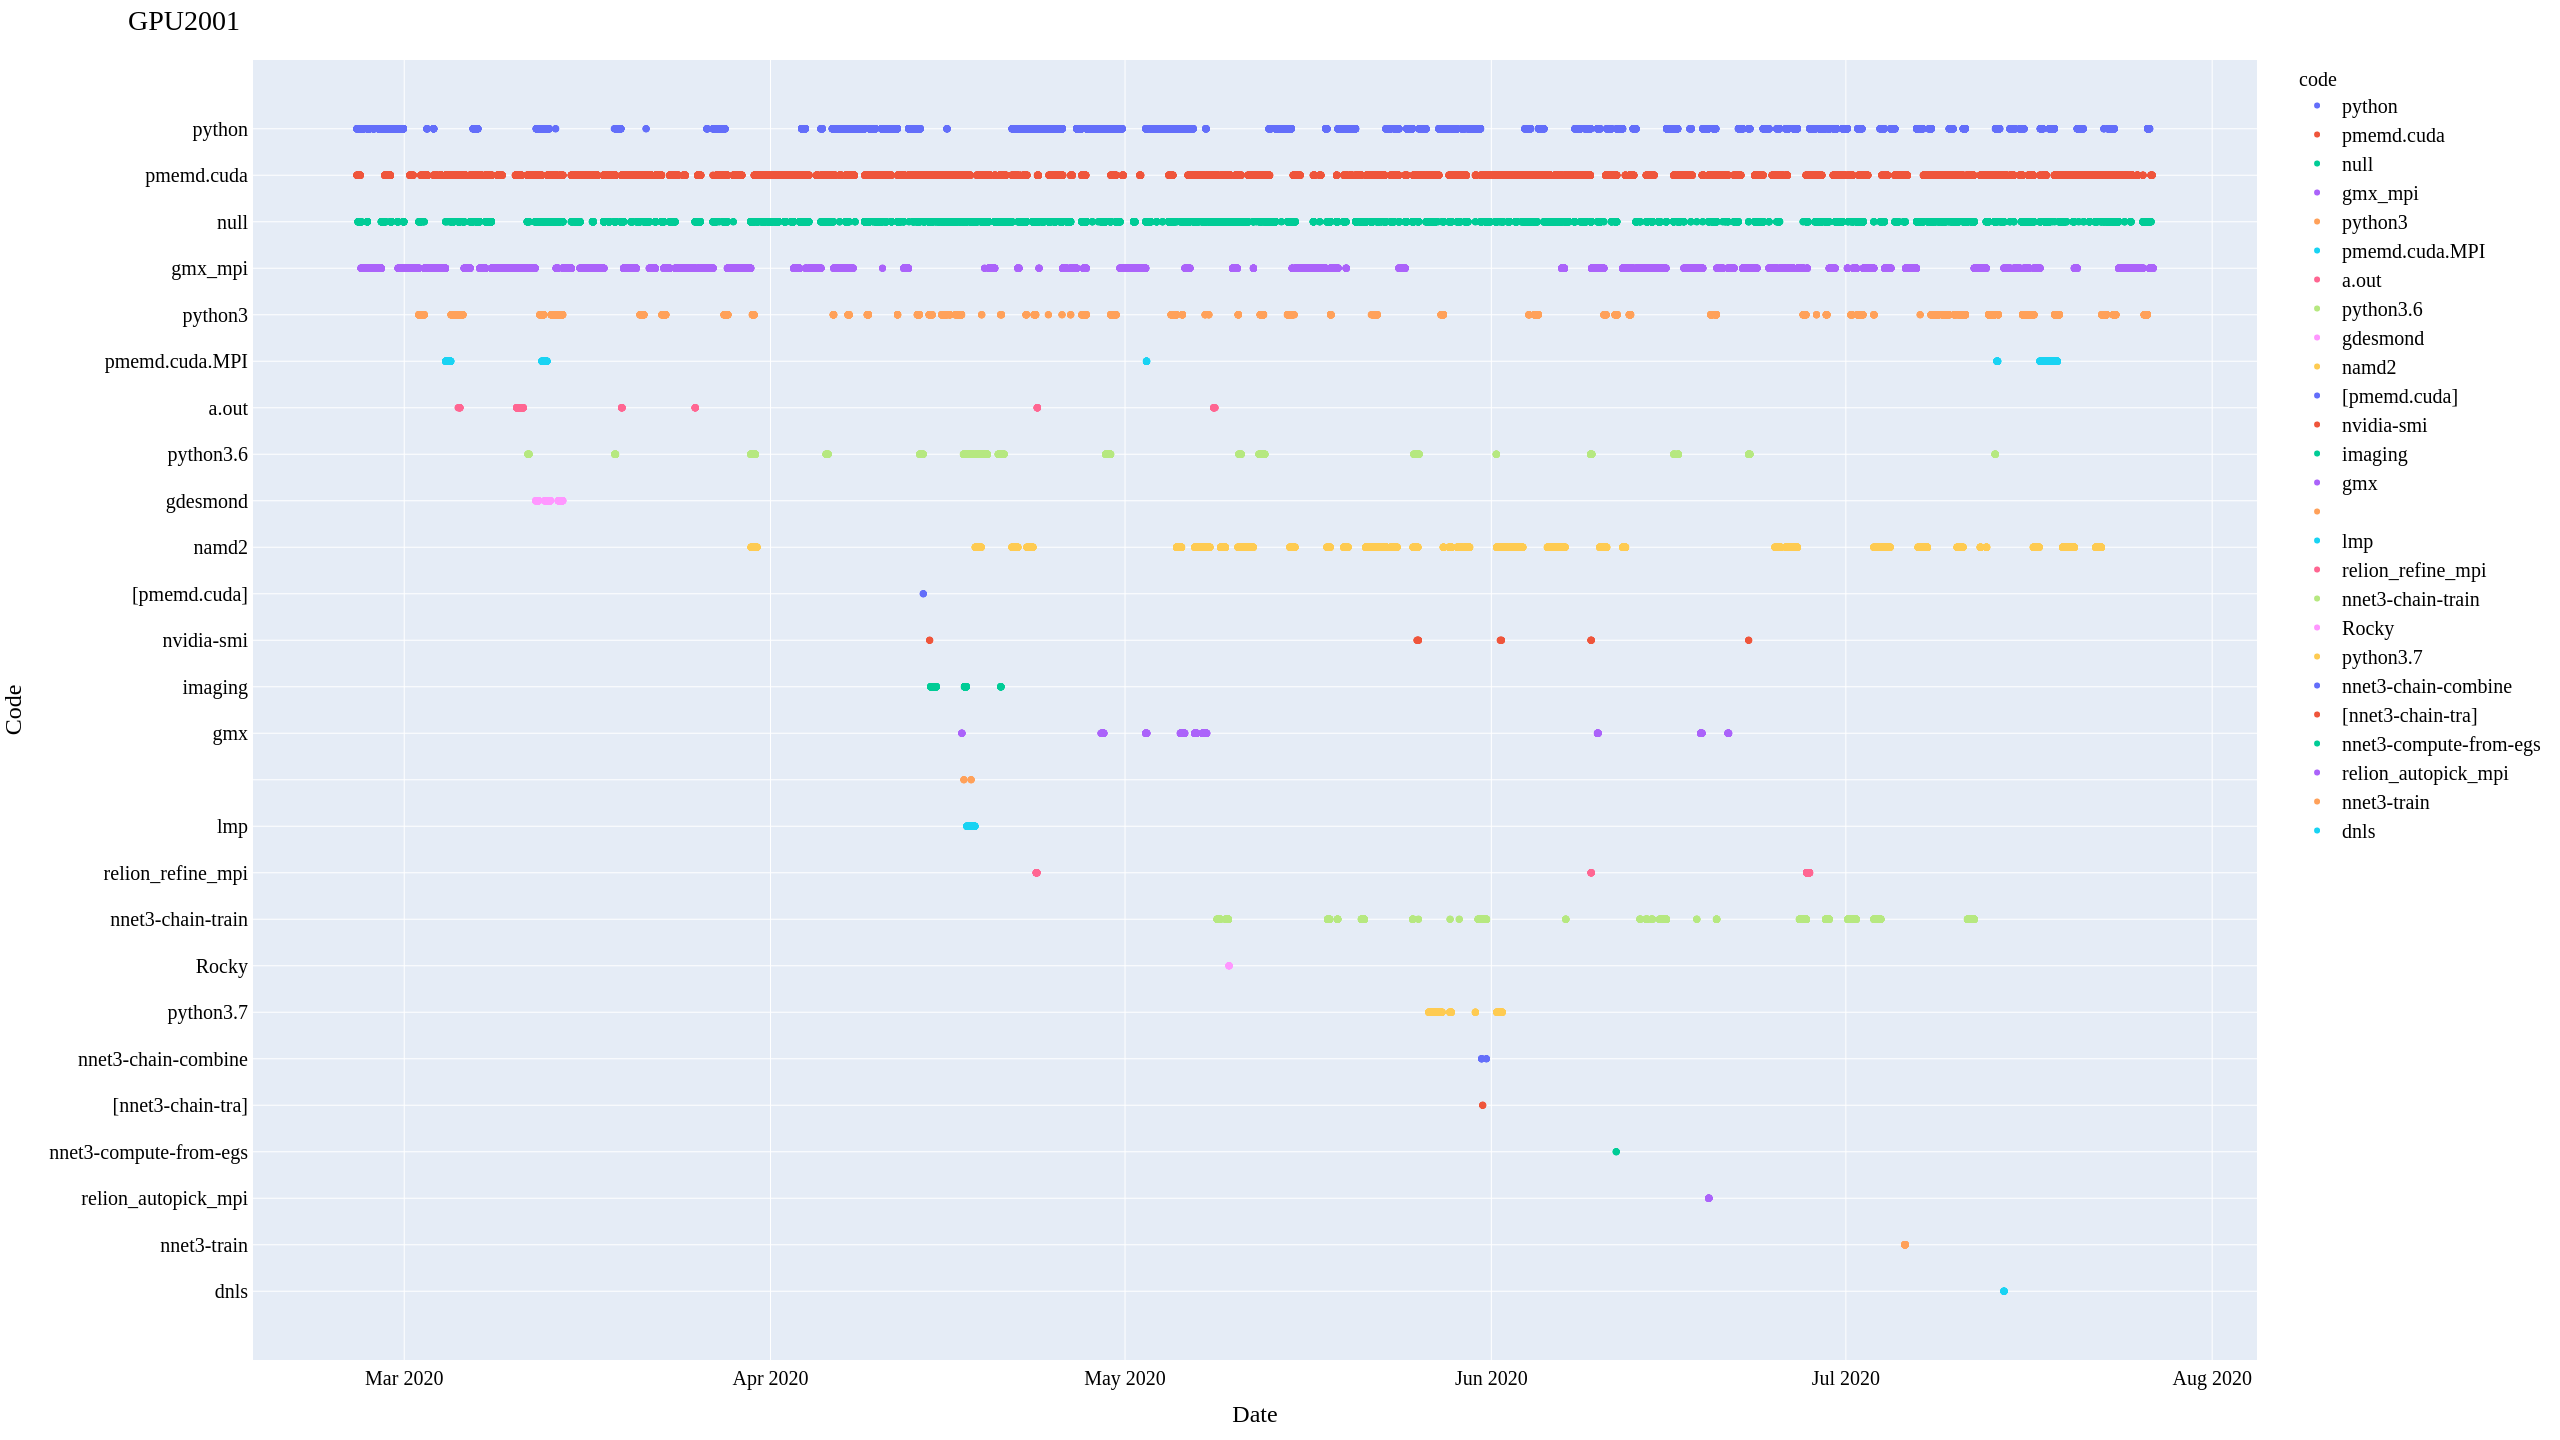 GPU2001
python
pmemd.cuda
null
gmx_mpi
python3
pmemd.cuda.MPI
a.out
python3.6
gdesmond
namd2
[pmemd.cuda]
nvidia-smi
imaging
gmx
lmp
relion_refine_mpi
nnet3-chain-train
Rocky
python3.7
nnet3-chain-combine
[nnet3-chain-tra]
nnet3-compute-from-egs
relion_autopick_mpi
nnet3-train
dnls
Code
Mar 2020
Apr 2020
May 2020
Jun 2020
Jul 2020
Aug 2020
Date
code
python
pmemd.cuda
null
gmx_mpi
python3
pmemd.cuda.MPI
a.out
python3.6
gdesmond
namd2
[pmemd.cuda]
nvidia-smi
imaging
gmx
lmp
relion_refine_mpi
nnet3-chain-train
Rocky
python3.7
nnet3-chain-combine
[nnet3-chain-tra]
nnet3-compute-from-egs
relion_autopick_mpi
nnet3-train
dnls